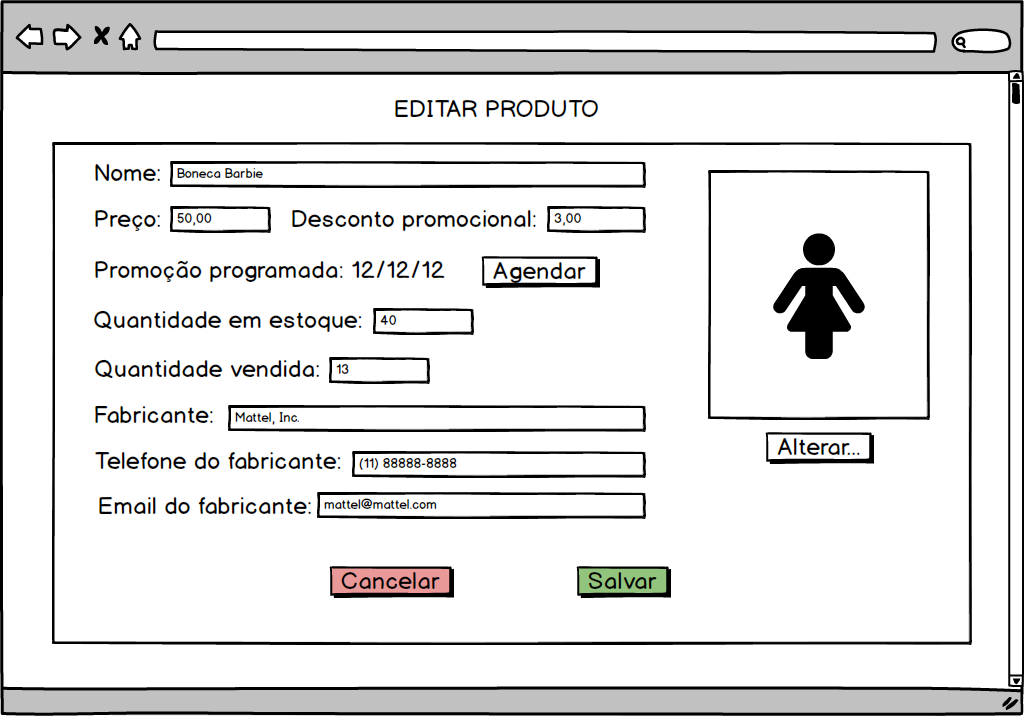 EDITAR PRODUTO
Nome: Boneca Barbie
Preço: 50,00 Desconto promocional: 3,00
Promoção programada: 12/12/12 Agendar
Quantidade em estoque: 40
Quantidade vendida: 13
Fabricante: Mattel, Inc.
Alterar...
Telefone do fabricante: (11) 88888-8888
Email do fabricante: mattel@mattel.com
Cancelar Salvar